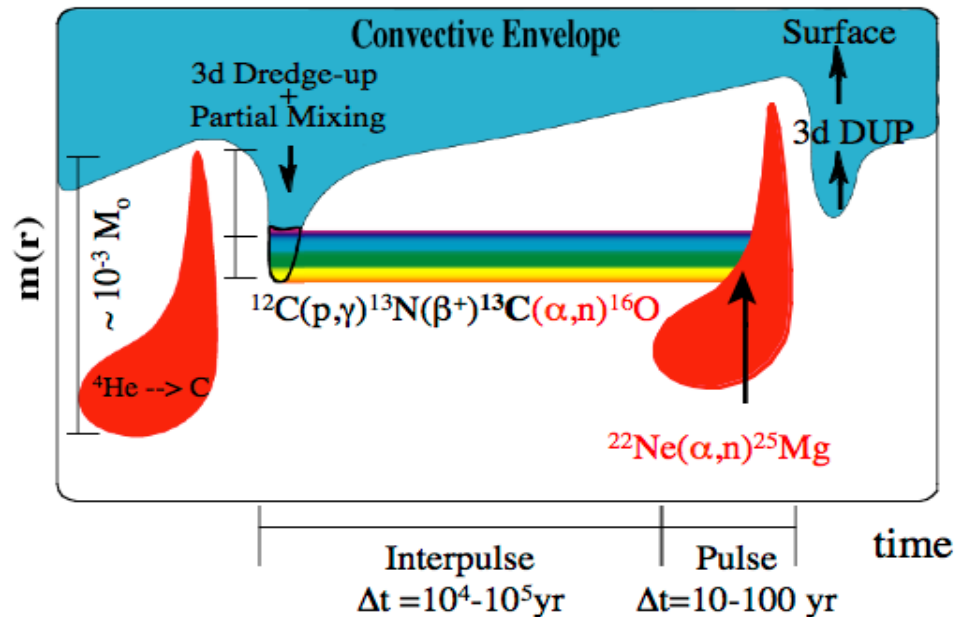 Convective Envelope
Surface
3d Dredge-up
+
Partial Mixing
3d DUP
m(r)
~ 10⁻³ Mₒ
¹²C(p,γ)¹³N(β⁺)¹³C(α,n)¹⁶O
⁴He --> C
²²Ne(α,n)²⁵Mg
time
Interpulse
Pulse
Δt =10⁴-10⁵yr
Δt=10-100 yr